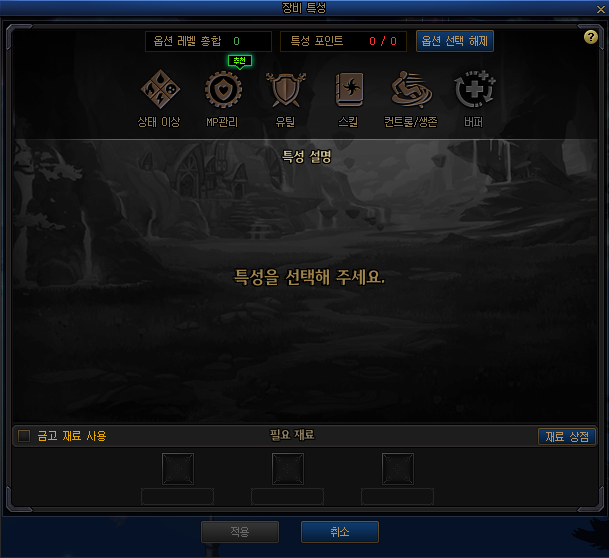 장비 특성
옵션 레벨 총합 0 특성 포인트 0 / 0 옵션 선택 해제
추천
상태 이상 MP관리 유틸 스킬 컨트롤/생존 버퍼
특성 설명
특성을 선택해 주세요.
금고 재료 사용 필요 재료 재료 상점
적용 취소